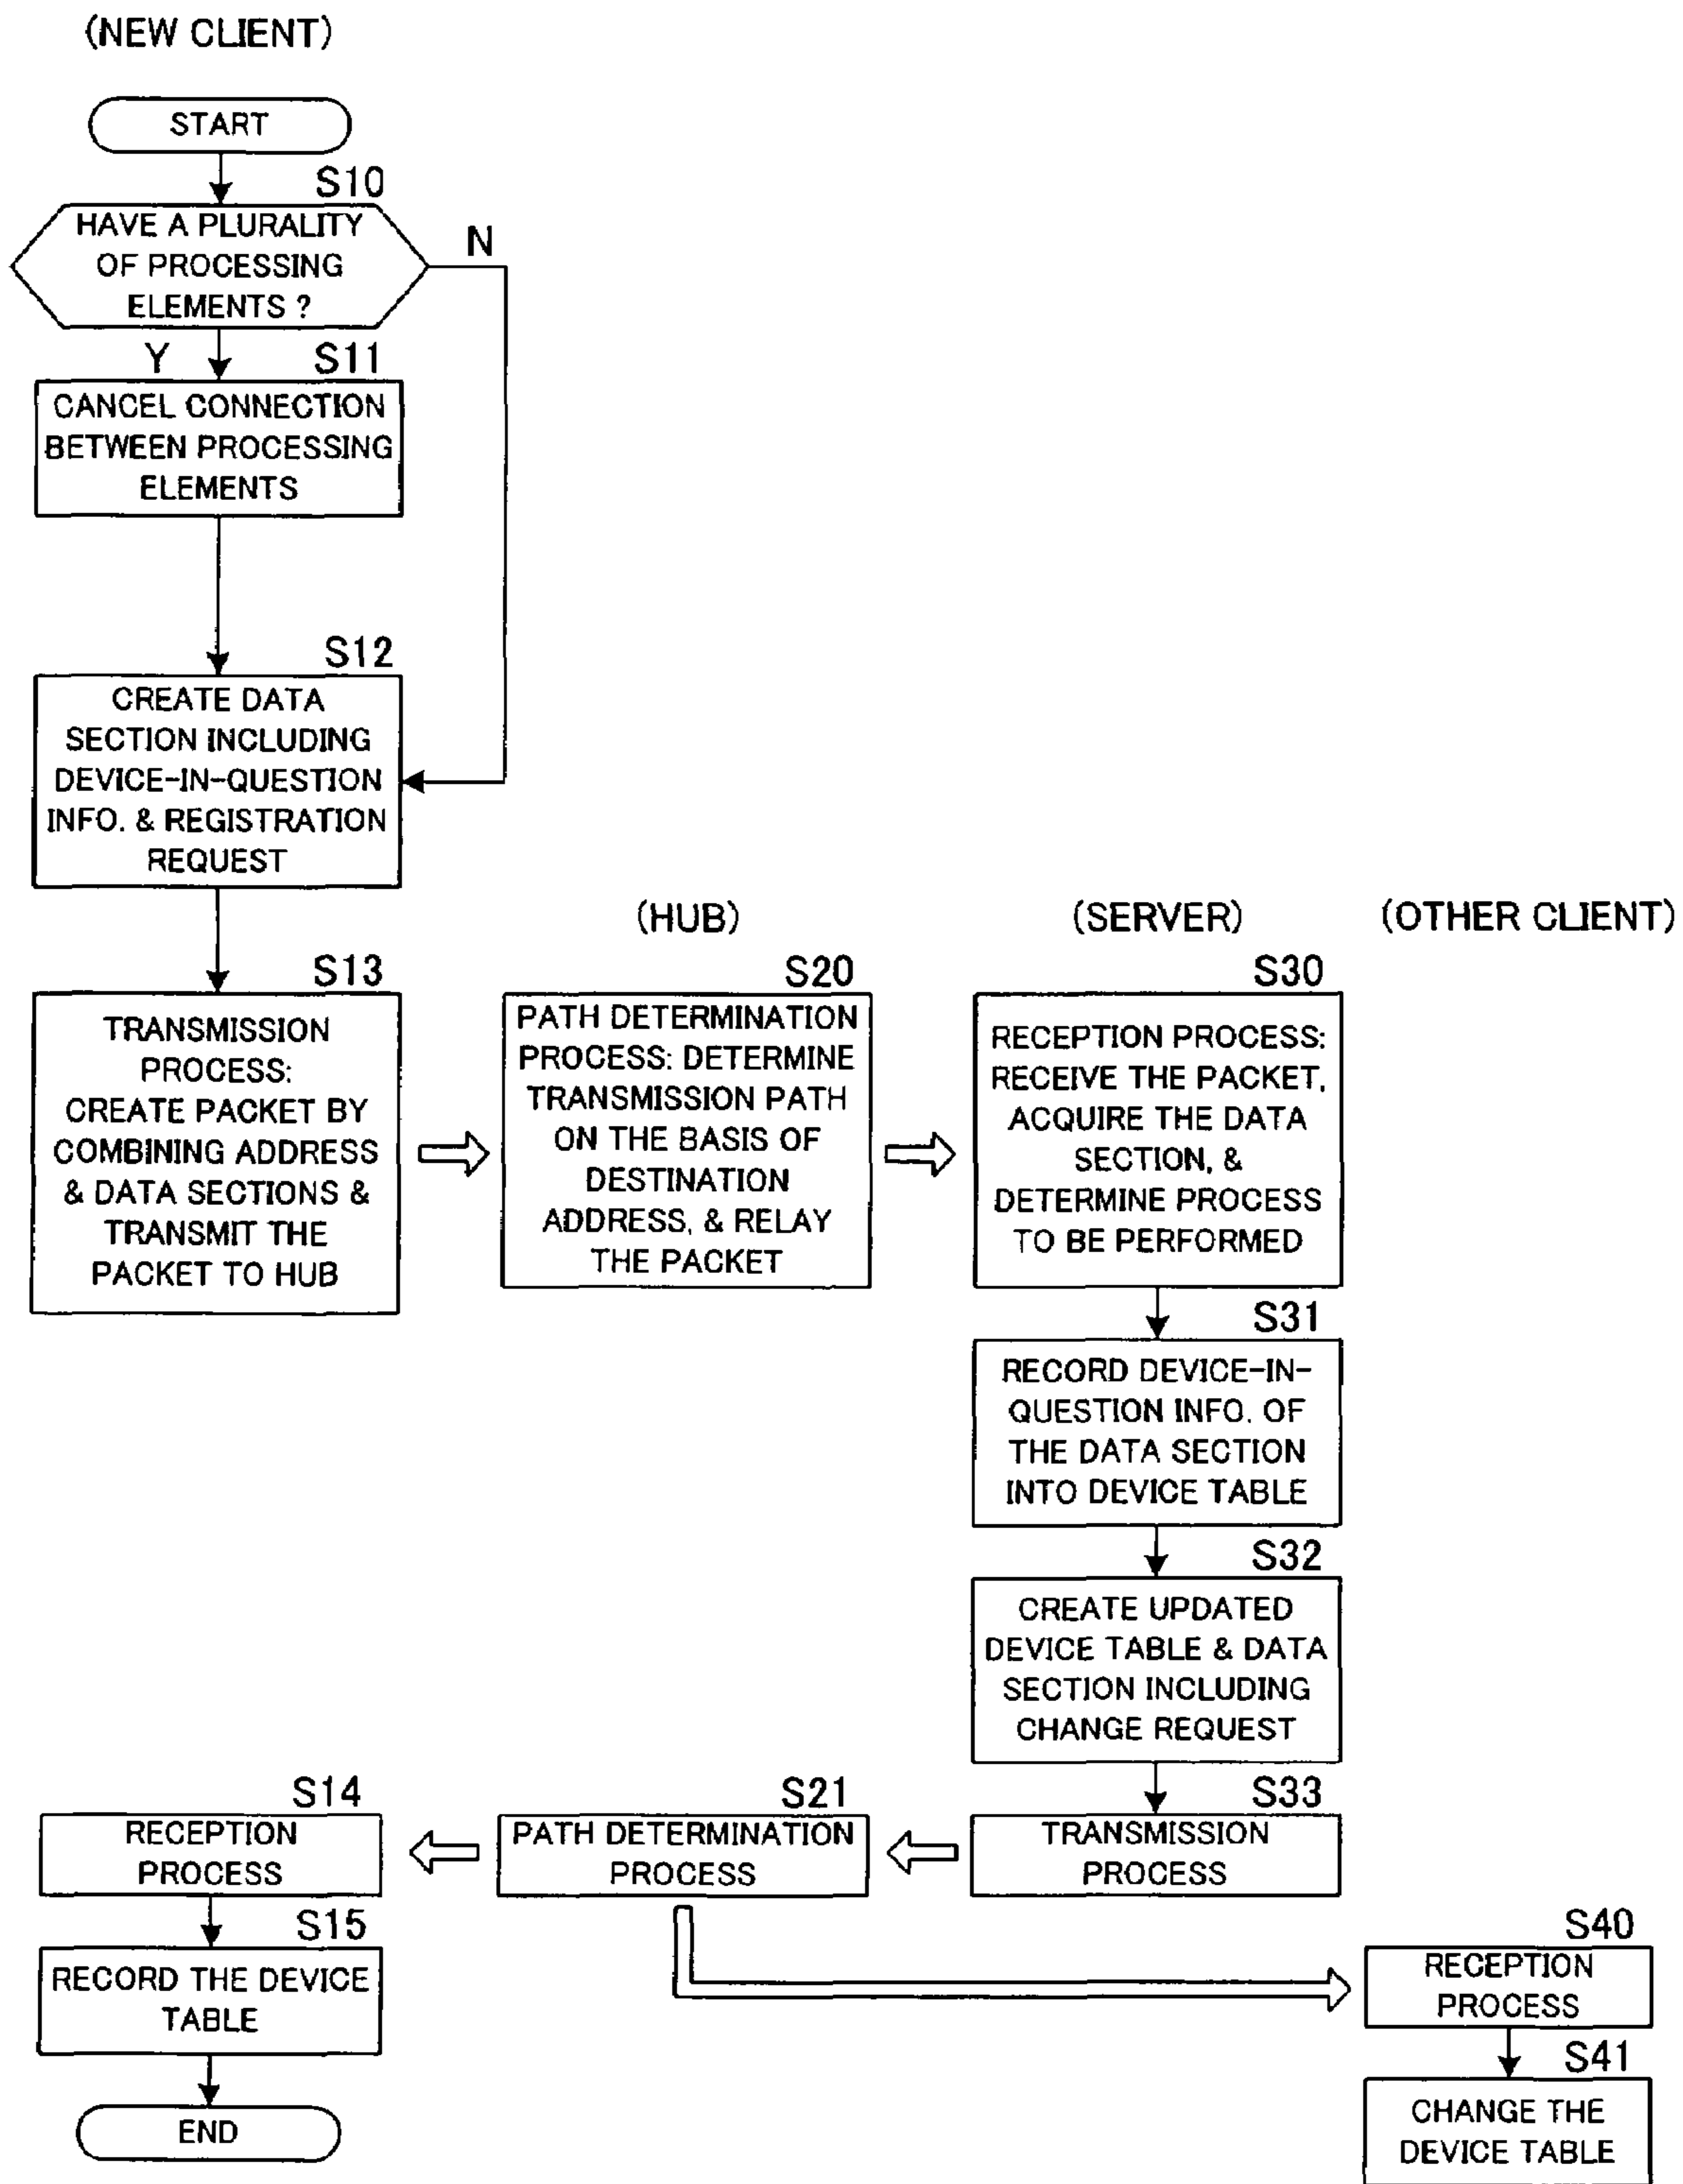 (NEW CLIENT)
START
S10
HAVE A PLURALITY
OF PROCESSING
ELEMENTS ?
N
Y
S11
CANCEL CONNECTION
BETWEEN PROCESSING
ELEMENTS
S12
CREATE DATA
SECTION INCLUDING
DEVICE-IN-QUESTION
INFO. & REGISTRATION
REQUEST
(HUB)
(SERVER)
(OTHER CLIENT)
S13
TRANSMISSION
PROCESS:
CREATE PACKET BY
COMBINING ADDRESS
& DATA SECTIONS &
TRANSMIT THE
PACKET TO HUB
S20
PATH DETERMINATION
PROCESS: DETERMINE
TRANSMISSION PATH
ON THE BASIS OF
DESTINATION
ADDRESS, & RELAY
THE PACKET
S30
RECEPTION PROCESS:
RECEIVE THE PACKET,
ACQUIRE THE DATA
SECTION, &
DETERMINE PROCESS
TO BE PERFORMED
S31
RECORD DEVICE-IN-
QUESTION INFO. OF
THE DATA SECTION
INTO DEVICE TABLE
S32
CREATE UPDATED
DEVICE TABLE & DATA
SECTION INCLUDING
CHANGE REQUEST
S33
TRANSMISSION
PROCESS
S21
PATH DETERMINATION
PROCESS
S14
RECEPTION
PROCESS
S15
RECORD THE DEVICE
TABLE
END
S40
RECEPTION
PROCESS
S41
CHANGE THE
DEVICE TABLE